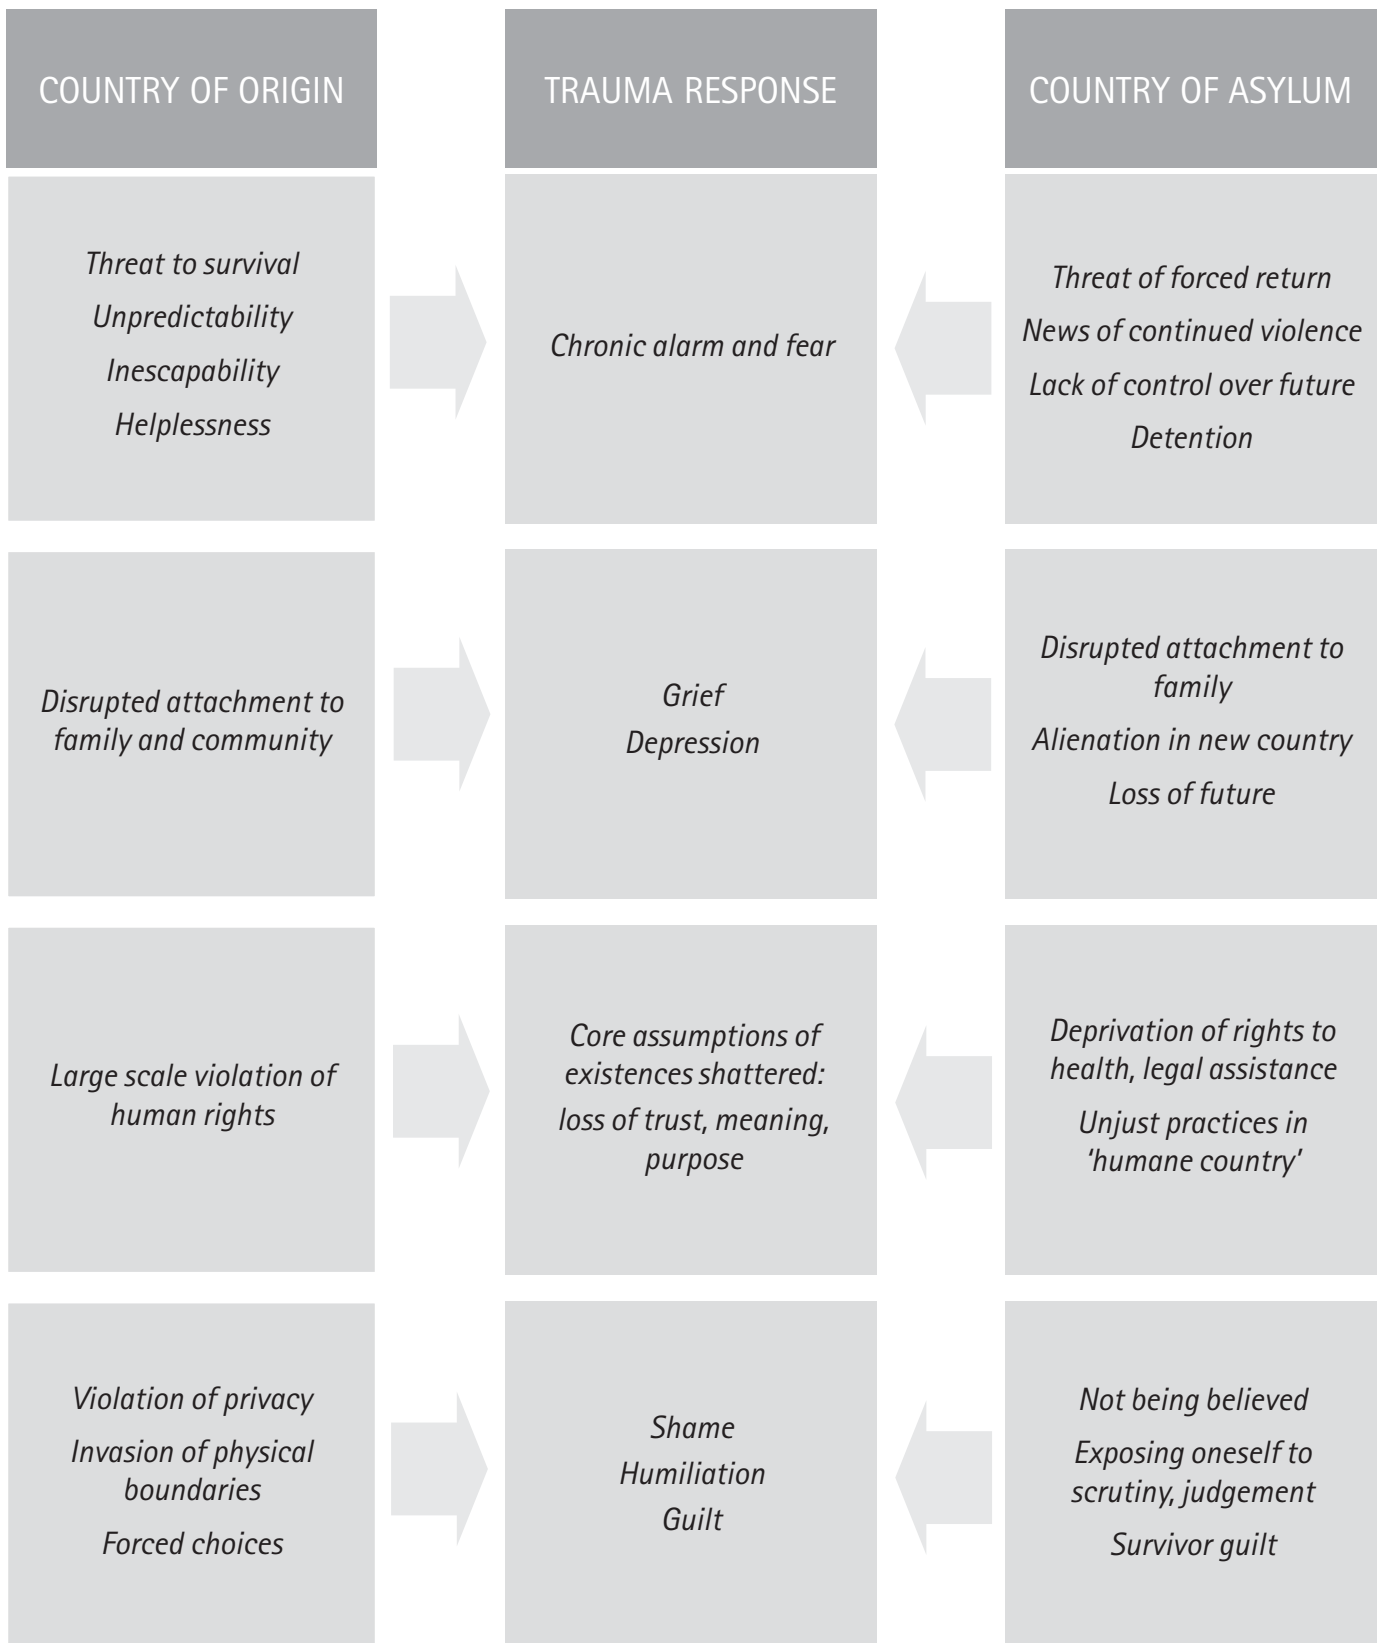 COUNTRY OF ORIGIN
TRAUMA RESPONSE
COUNTRY OF ASYLUM
Threat to survival
Unpredictability
Inescapability
Helplessness
Chronic alarm and fear
Threat of forced return
News of continued violence
Lack of control over future
Detention
Disrupted attachment to
family and community
Grief
Depression
Disrupted attachment to
family
Alienation in new country
Loss of future
Large scale violation of
human rights
Core assumptions of
existences shattered:
loss of trust, meaning,
purpose
Deprivation of rights to
health, legal assistance
Unjust practices in
'humane country'
Violation of privacy
Invasion of physical
boundaries
Forced choices
Shame
Humiliation
Guilt
Not being believed
Exposing oneself to
scrutiny, judgement
Survivor guilt